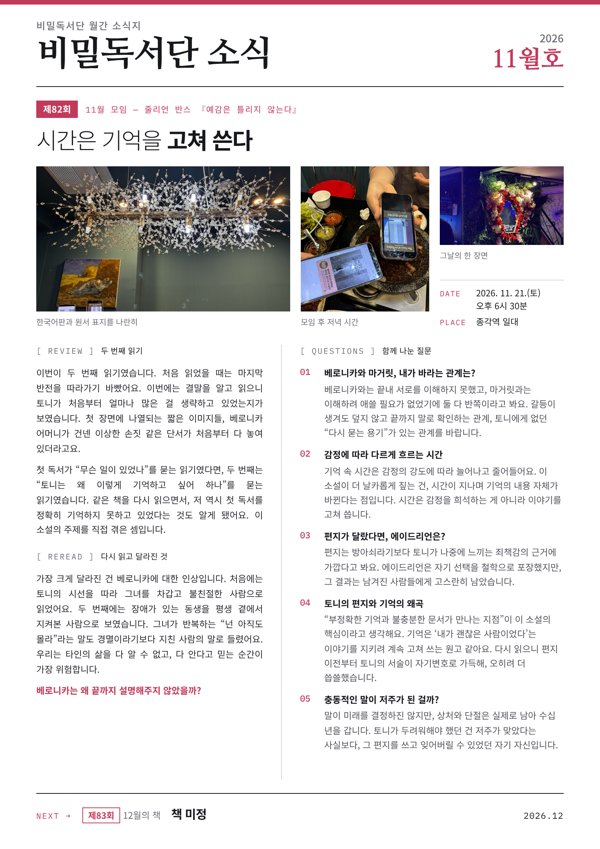 비밀독서단 월간 소식지
비밀독서단 소식
2026
11월호
제82회 11월 모임 — 줄리언 반스 『예감은 틀리지 않는다』
시간은 기억을 고쳐 쓴다
한국어판과 원서 표지를 나란히
모임 후 저녁 시간
그날의 한 장면
DATE 2026. 11. 21.(토)
오후 6시 30분
PLACE 종각역 일대
[ REVIEW ] 두 번째 읽기
이번이 두 번째 읽기였습니다. 처음 읽었을 때는 마지막
반전을 따라가기 바빴어요. 이번에는 결말을 알고 읽으니
토니가 처음부터 얼마나 많은 걸 생략하고 있었는지가
보였습니다. 첫 장면에 나열되는 짧은 이미지들, 베로니카
어머니가 건넨 이상한 손짓 같은 단서가 처음부터 다 놓여
있더라고요.
첫 독서가 “무슨 일이 있었나”를 묻는 읽기였다면, 두 번째는
“토니는 왜 이렇게 기억하고 싶어 하나”를 묻는
읽기였습니다. 같은 책을 다시 읽으면서, 저 역시 첫 독서를
정확히 기억하지 못하고 있었다는 것도 알게 됐어요. 이
소설의 주제를 직접 겪은 셈입니다.
[ REREAD ] 다시 읽고 달라진 것
가장 크게 달라진 건 베로니카에 대한 인상입니다. 처음에는
토니의 시선을 따라 그녀를 차갑고 불친절한 사람으로
읽었어요. 두 번째에는 장애가 있는 동생을 평생 곁에서
지켜본 사람으로 보였습니다. 그녀가 반복하는 “넌 아직도
몰라”라는 말도 경멸이라기보다 지친 사람의 말로 들렸어요.
우리는 타인의 삶을 다 알 수 없고, 다 안다고 믿는 순간이
가장 위험합니다.
베로니카는 왜 끝까지 설명해주지 않았을까?
[ QUESTIONS ] 함께 나눈 질문
01 베로니카와 마거릿, 내가 바라는 관계는?
베로니카와는 끝내 서로를 이해하지 못했고, 마거릿과는
이해하려 애쓸 필요가 없었기에 둘 다 반쪽이라고 봐요. 갈등이
생겨도 덮지 않고 끝까지 말로 확인하는 관계, 토니에게 없던
“다시 묻는 용기”가 있는 관계를 바랍니다.
02 감정에 따라 다르게 흐르는 시간
기억 속 시간은 감정의 강도에 따라 늘어나고 줄어들어요. 이
소설이 더 날카롭게 짚는 건, 시간이 지나며 기억의 내용 자체가
바뀐다는 점입니다. 시간은 감정을 희석하는 게 아니라 이야기를
고쳐 씁니다.
03 편지가 달랐다면, 에이드리언은?
편지는 방아쇠라기보다 토니가 나중에 느끼는 죄책감의 근거에
가깝다고 봐요. 에이드리언은 자기 선택을 철학으로 포장했지만,
그 결과는 남겨진 사람들에게 고스란히 남았습니다.
04 토니의 편지와 기억의 왜곡
“부정확한 기억과 불충분한 문서가 만나는 지점”이 이 소설의
핵심이라고 생각해요. 기억은 ‘내가 괜찮은 사람이었다’는
이야기를 지키려 계속 고쳐 쓰는 원고 같아요. 다시 읽으니 편지
이전부터 토니의 서술이 자기변호로 가득해, 오히려 더
씁쓸했습니다.
05 충동적인 말이 저주가 된 걸까?
말이 미래를 결정하진 않지만, 상처와 단절은 실제로 남아 수십
년을 갑니다. 토니가 두려워해야 했던 건 저주가 맞았다는
사실보다, 그 편지를 쓰고 잊어버릴 수 있었던 자기 자신입니다.
NEXT → 제83회 12월의 책 책 미정
2026.12